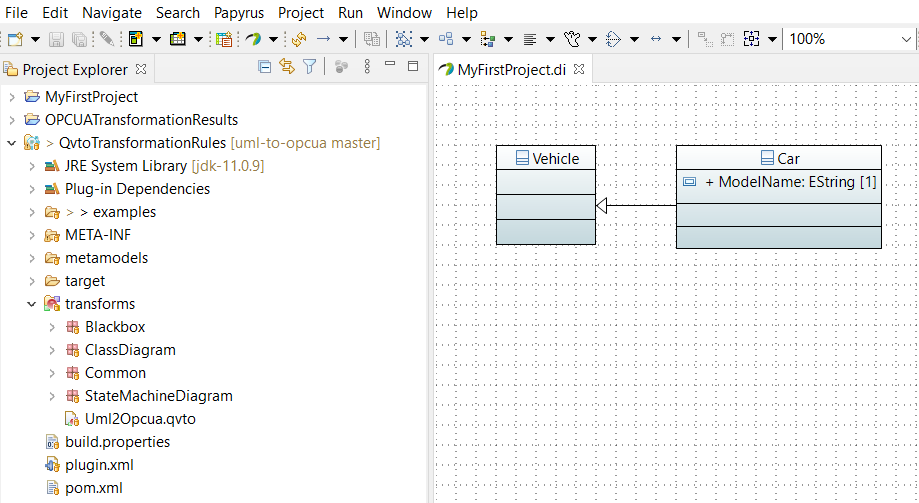 File Edit Navigate Search Papyrus Project Run Window Help
100%
Project Explorer
MyFirstProject.di
MyFirstProject
OPCUATransformationResults
> QvtoTransformationRules [uml-to-opcua master]
JRE System Library [jdk-11.0.9]
Plug-in Dependencies
> > examples
META-INF
metamodels
target
transforms
Blackbox
ClassDiagram
Common
StateMachineDiagram
Uml2Opcua.qvto
build.properties
plugin.xml
pom.xml
Vehicle
Car
+ ModelName: EString [1]